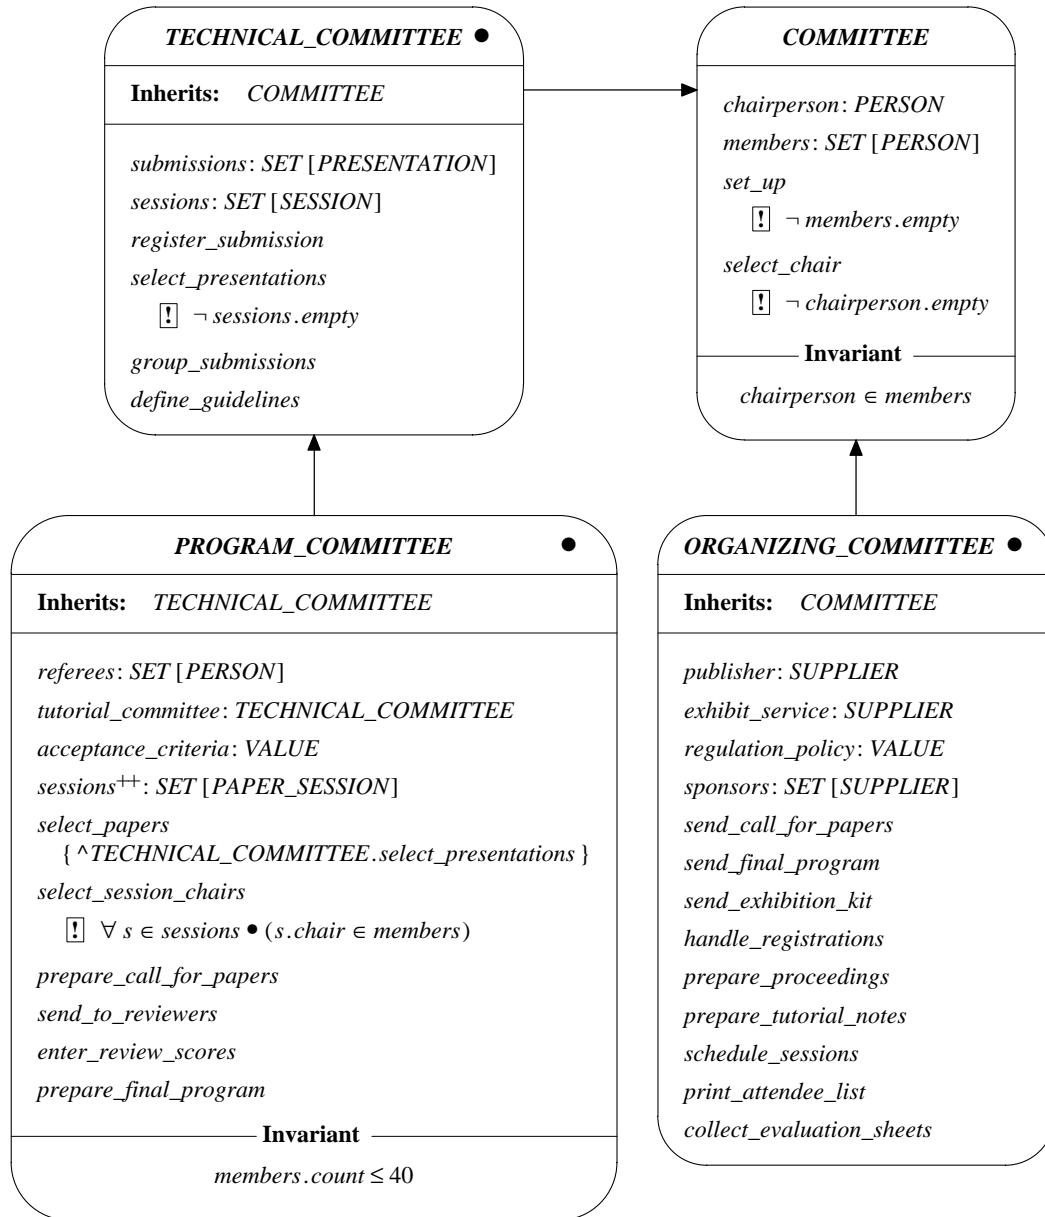 TECHNICAL_COMMITTEE ●
Inherits: COMMITTEE
submissions: SET [PRESENTATION]
sessions: SET [SESSION]
register_submission
select_presentations
! ¬ sessions.empty
group_submissions
define_guidelines
COMMITTEE
chairperson: PERSON
members: SET [PERSON]
set_up
! ¬ members.empty
select_chair
! ¬ chairperson.empty
Invariant
chairperson ∈ members
PROGRAM_COMMITTEE ●
Inherits: TECHNICAL_COMMITTEE
referees: SET [PERSON]
tutorial_committee: TECHNICAL_COMMITTEE
acceptance_criteria: VALUE
sessions++: SET [PAPER_SESSION]
select_papers
{ ^TECHNICAL_COMMITTEE.select_presentations }
select_session_chairs
! ∀ s ∈ sessions ● (s.chair ∈ members)
prepare_call_for_papers
send_to_reviewers
enter_review_scores
prepare_final_program
Invariant
members.count ≤ 40
ORGANIZING_COMMITTEE ●
Inherits: COMMITTEE
publisher: SUPPLIER
exhibit_service: SUPPLIER
regulation_policy: VALUE
sponsors: SET [SUPPLIER]
send_call_for_papers
send_final_program
send_exhibition_kit
handle_registrations
prepare_proceedings
prepare_tutorial_notes
schedule_sessions
print_attendee_list
collect_evaluation_sheets